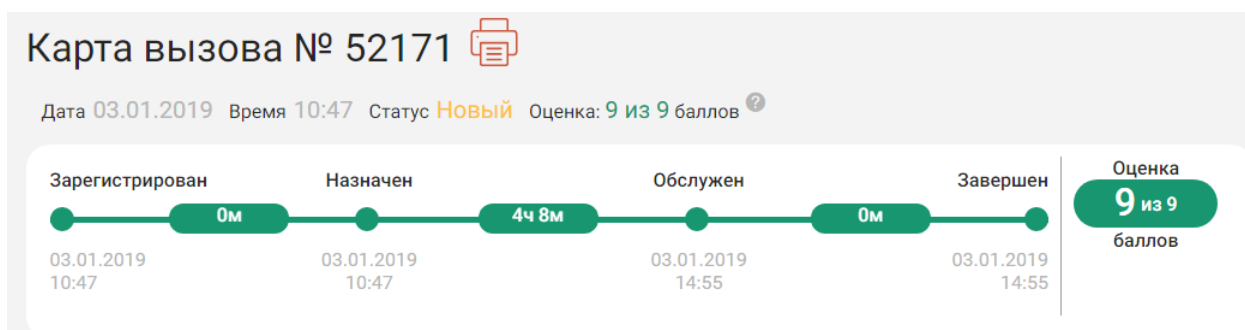 Карта вызова № 52171
Дата 03.01.2019 Время 10:47 Статус Новый Оценка: 9 из 9 баллов ?
Зарегистрирован Назначен Обслужен Завершен Оценка
0м 4ч 8м 0м 9 из 9
баллов
03.01.2019 03.01.2019 03.01.2019 03.01.2019
10:47 10:47 14:55 14:55